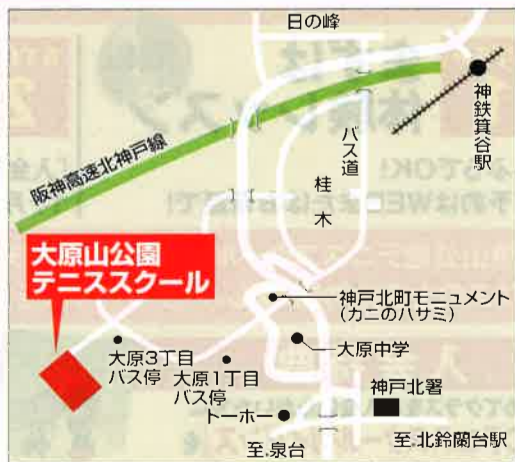 日の峰
神鉄箕谷駅
バス道
桂木
阪神高速北神戸線
大原山公園
テニススクール
神戸北町モニュメント
(カニのハサミ)
大原3丁目
バス停
大原1丁目
バス停
大原中学
神戸北署
トーホー
至.泉台
至.北鈴蘭台駅